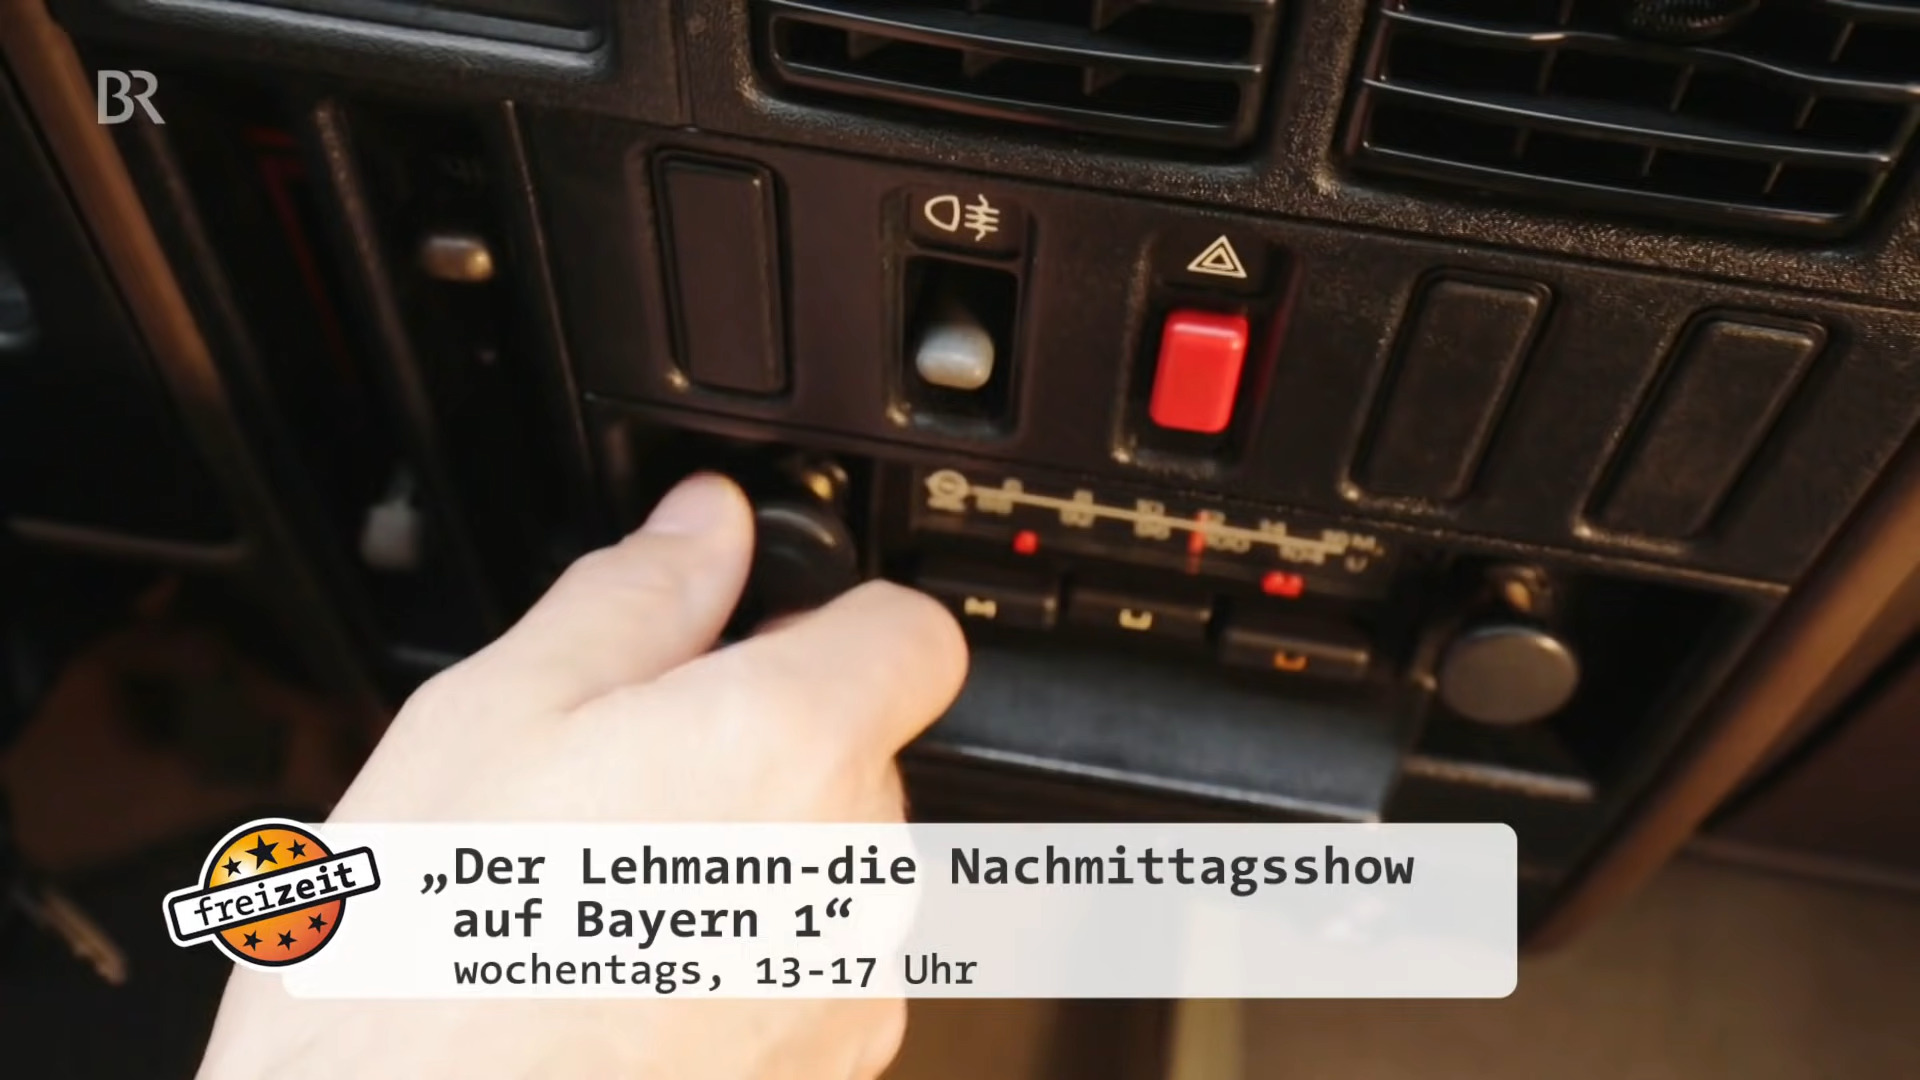 BR
freizeit
„Der Lehmann-die Nachmittagsshow
auf Bayern 1“
wochentags, 13-17 Uhr